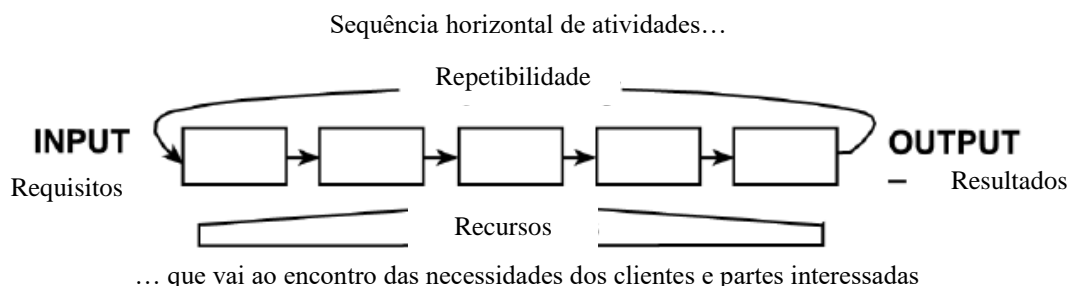 Sequência horizontal de atividades…
Repetibilidade
INPUT
OUTPUT
Requisitos
– Resultados
Recursos
… que vai ao encontro das necessidades dos clientes e partes interessadas